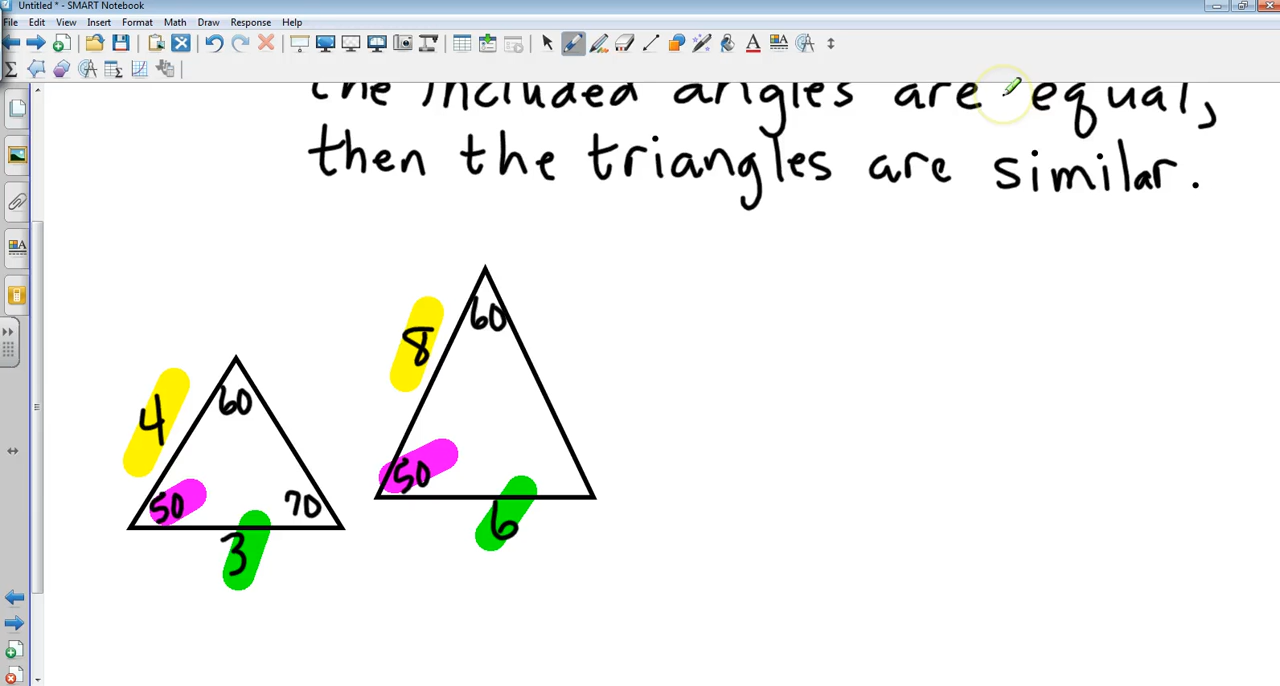 Untitled * - SMART Notebook
File Edit View Insert Format Math Draw Response Help
the included angles are equal,
then the triangles are similar.
8
60
4
60
50
50
70
6
3